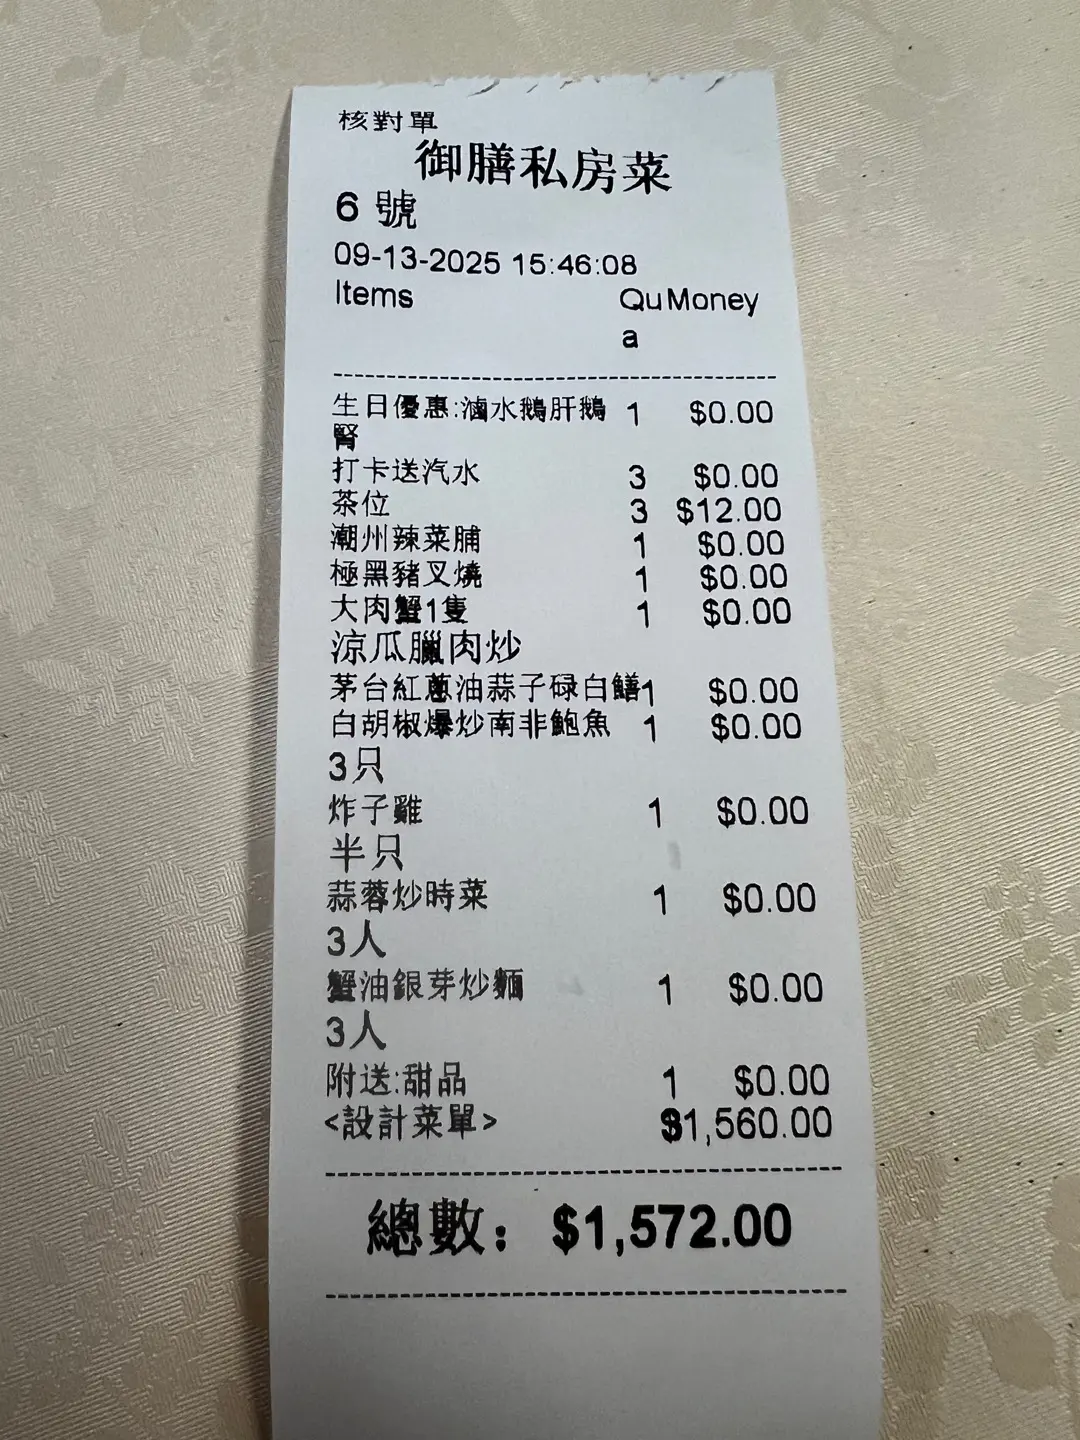 核對單
御膳私房菜
6 號
09-13-2025 15:46:08
Items Qu Money
a
生日優惠:滷水鵝肝鵝 1 $0.00
腎
打卡送汽水 3 $0.00
茶位 3 $12.00
潮州辣菜脯 1 $0.00
極黑豬叉燒 1 $0.00
大肉蟹1隻 1 $0.00
涼瓜臘肉炒
茅台紅蔥油蒜子碌白鱔 1 $0.00
白胡椒爆炒南非鮑魚 1 $0.00
3只
炸子雞 1 $0.00
半只
蒜蓉炒時菜 1 $0.00
3人
蟹油銀芽炒麵 1 $0.00
3人
附送:甜品 1 $0.00
<設計菜單> $1,560.00
總數: $1,572.00